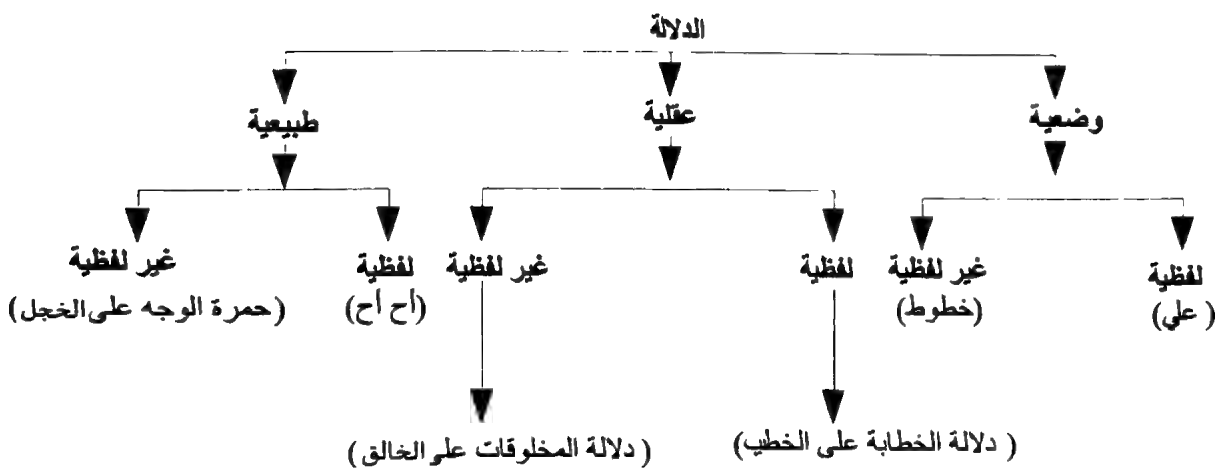 الدلالة
وضعية
عقلية
طبيعية
لفظية
(علي)
غير لفظية
(خطوط)
لفظية
غير لفظية
لفظية
(أح أح)
غير لفظية
(حمرة الوجه على الخجل)
(دلالة الخطابة على الخطيب)
(دلالة المخلوقات على الخالق)